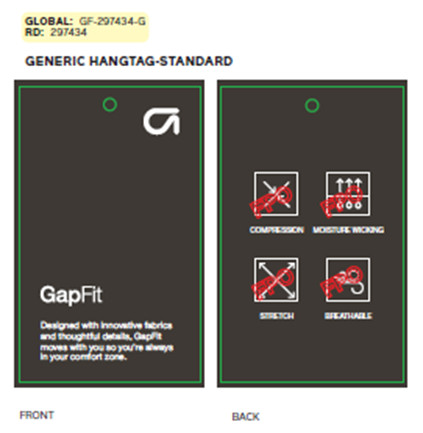 GLOBAL: GF-297434-G
RD: 297434
GENERIC HANGTAG-STANDARD
GapFit
Designed with innovative fabrics
and thoughtful details, GapFit
moves with you so you're always
in your comfort zone.
COMPRESSION
MOISTURE WICKING
STRETCH
BREATHABLE
FRONT
BACK